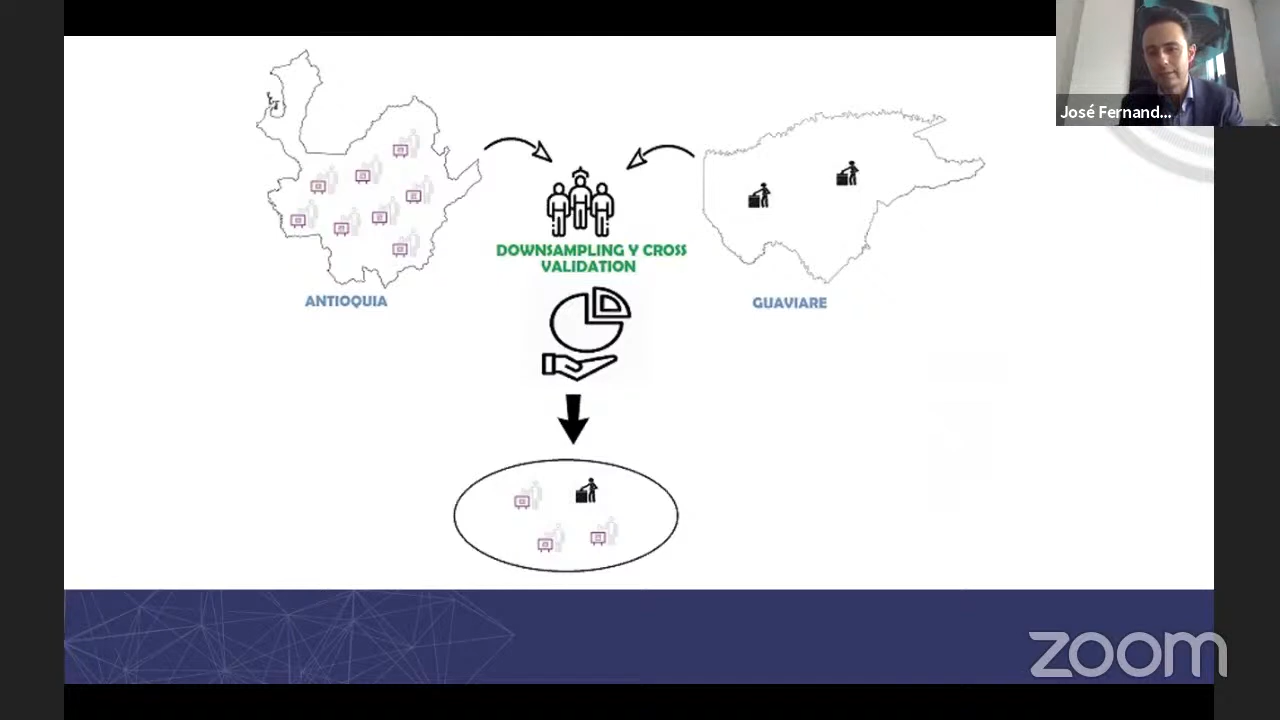 José Fernand...
DOWNSAMPLING Y CROSS
VALIDATION
ANTIOQUIA
GUAVIARE
zoom